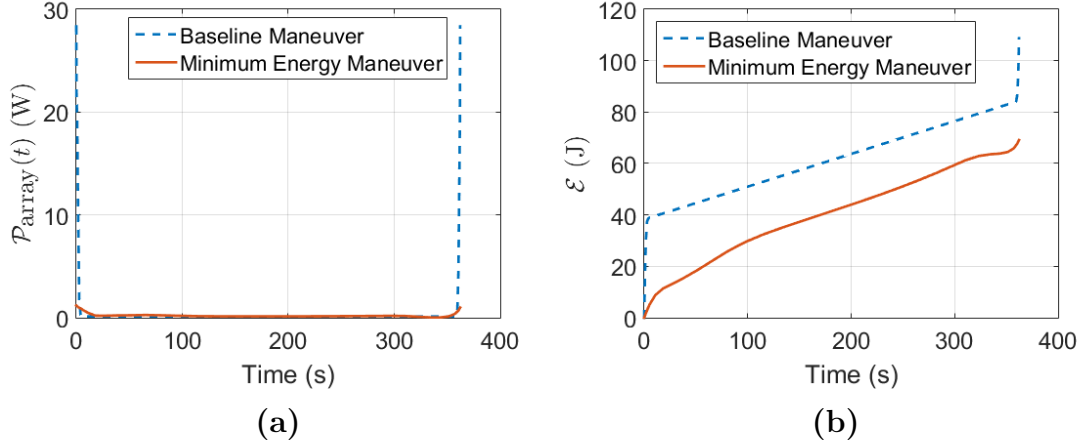 30
20
10
0
0
100
200
300
400
Time (s)
𝒫array(t) (W)
Baseline Maneuver
Minimum Energy Maneuver
(a)
120
100
80
60
40
20
0
0
100
200
300
400
Time (s)
ℰ (J)
Baseline Maneuver
Minimum Energy Maneuver
(b)